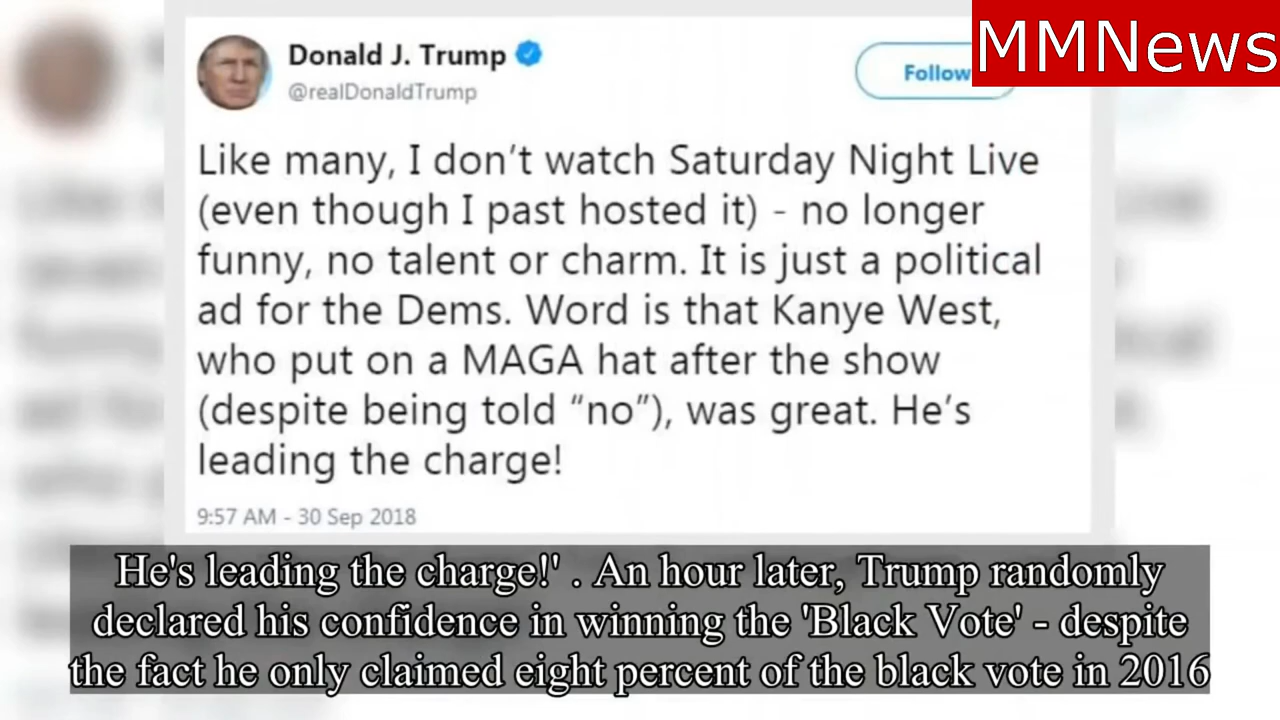 MMNews
Donald J. Trump
@realDonaldTrump
Follow
Like many, I don't watch Saturday Night Live
(even though I past hosted it) - no longer
funny, no talent or charm. It is just a political
ad for the Dems. Word is that Kanye West,
who put on a MAGA hat after the show
(despite being told “no”), was great. He's
leading the charge!
9:57 AM - 30 Sep 2018
He's leading the charge!' . An hour later, Trump randomly
declared his confidence in winning the 'Black Vote' - despite
the fact he only claimed eight percent of the black vote in 2016